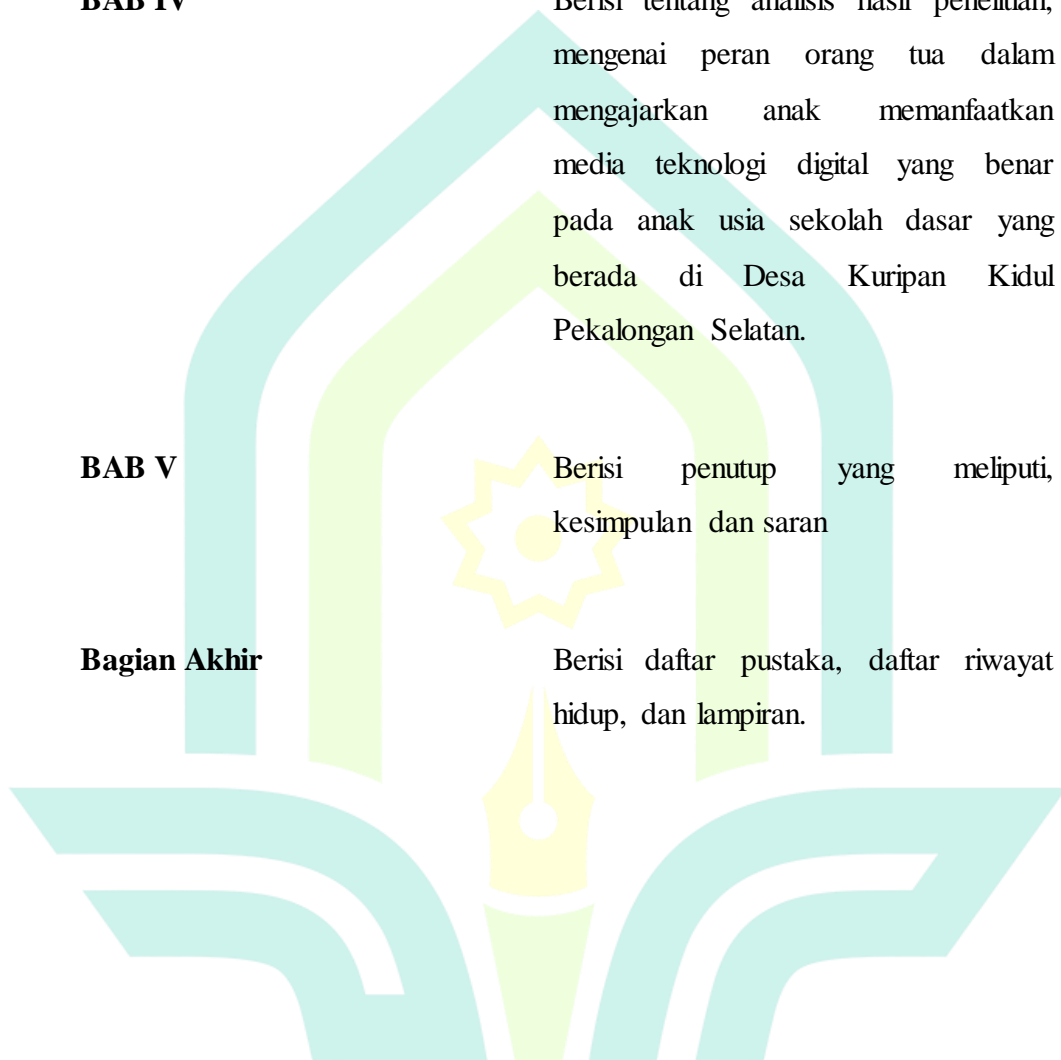 BAB IV Berisi tentang analisis hasil penelitian,
mengenai peran orang tua dalam
mengajarkan anak memanfaatkan
media teknologi digital yang benar
pada anak usia sekolah dasar yang
berada di Desa Kuripan Kidul
Pekalongan Selatan.
BAB V Berisi penutup yang meliputi,
kesimpulan dan saran
Bagian Akhir Berisi daftar pustaka, daftar riwayat
hidup, dan lampiran.